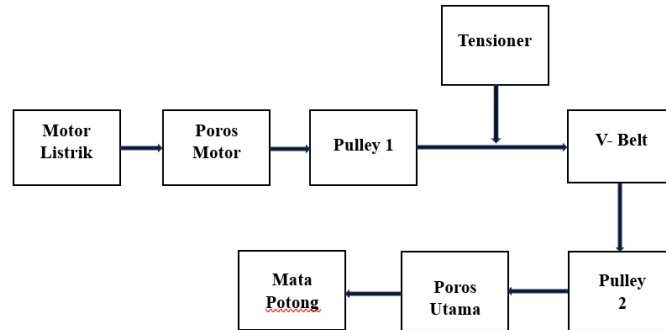 Tensioner
Motor
Listrik
Poros
Motor
Pulley 1
V- Belt
Mata
Potong
Poros
Utama
Pulley
2